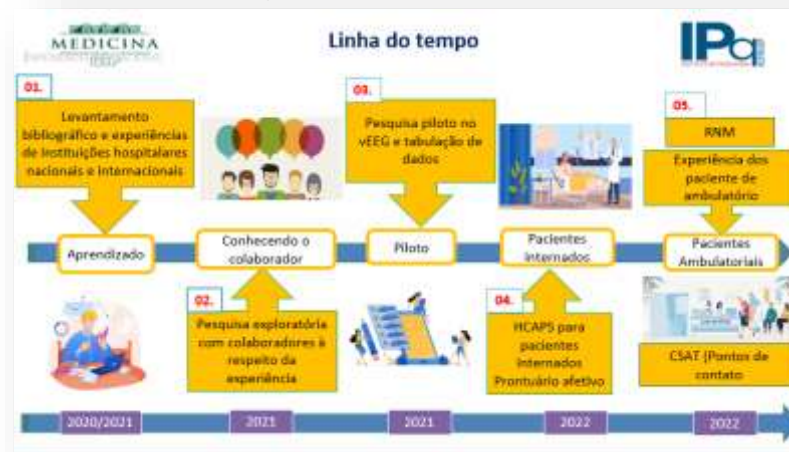 MEDICINA
USP
Linha do tempo
IPq
01.
Levantamento
bibliográfico e experiências
de instituições hospitalares
nacionais e internacionais
03.
Pesquisa piloto no
vEEG e tabulação de
dados
05.
RNM
Experiência dos
paciente de
ambulatório
Aprendizado
Conhecendo o
colaborador
Piloto
Pacientes
Internados
Pacientes
Ambulatoriais
02.
Pesquisa exploratória
com colaboradores à
respeito da
experiência
04.
HCAPS para
pacientes
internados
Prontuário afetivo
CSAT (Pontos de
contato
2020/2021
2021
2021
2022
2022